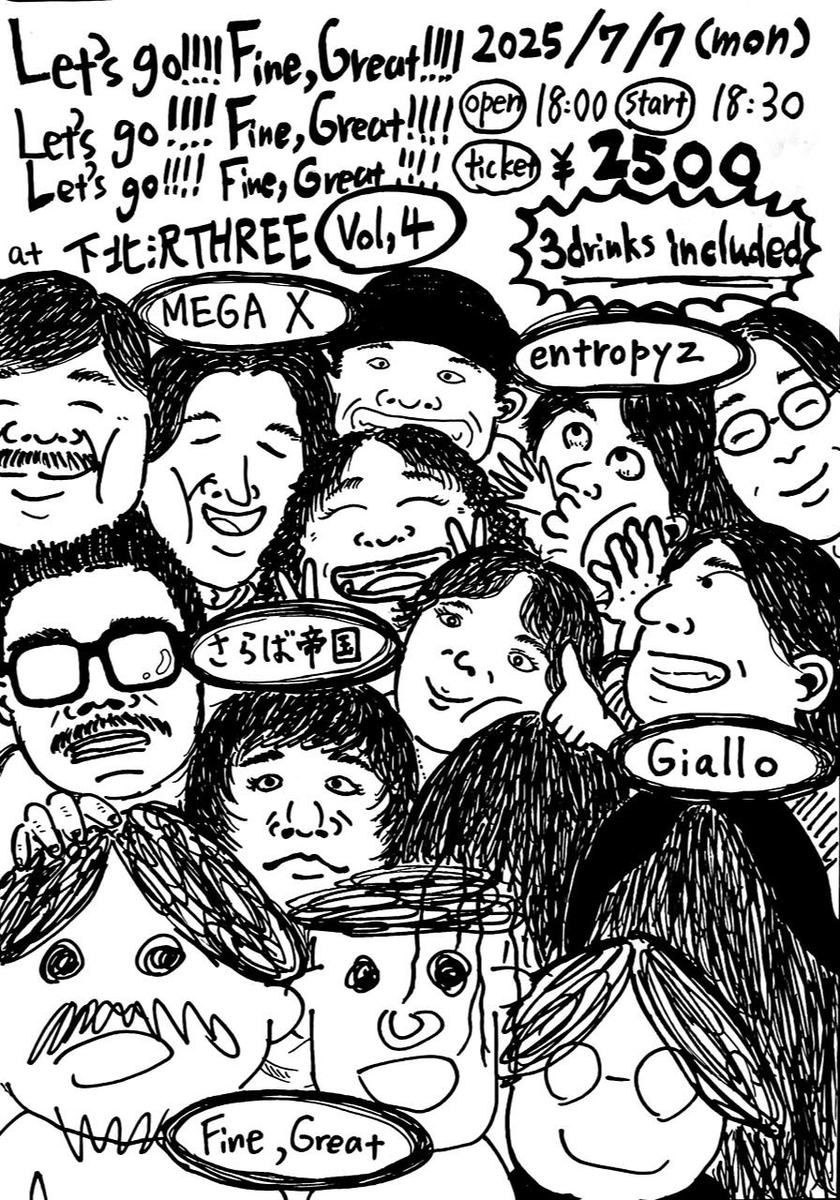 Let's go!!!! Fine, Great!!!!
Let's go !!!! Fine, Great!!!!
Let's go!!!! Fine, Great !!!!
2025/7/7 (mon)
open 18:00 start 18:30
ticket ¥ 2500
3drinks included
at 下北沢THREE Vol,4
MEGA X
entropyz
さらば帝国
Giallo
Fine, Great